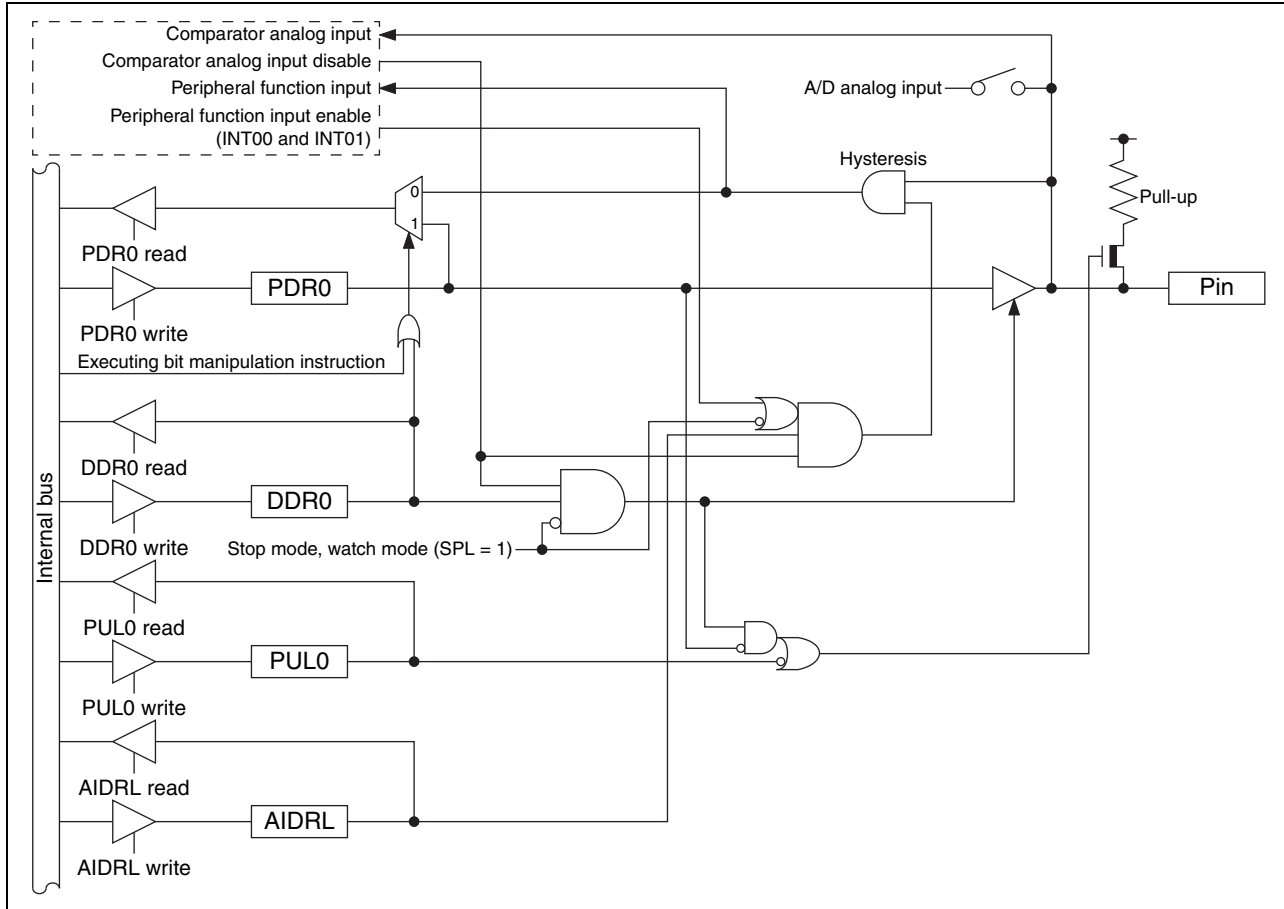 Comparator analog input
Comparator analog input disable
Peripheral function input
Peripheral function input enable
(INT00 and INT01)
A/D analog input
Hysteresis
Pull-up
0
1
PDR0 read
PDR0
Pin
PDR0 write
Executing bit manipulation instruction
DDR0 read
DDR0
DDR0 write
Stop mode, watch mode (SPL = 1)
Internal bus
PUL0 read
PUL0
PUL0 write
AIDRL read
AIDRL
AIDRL write